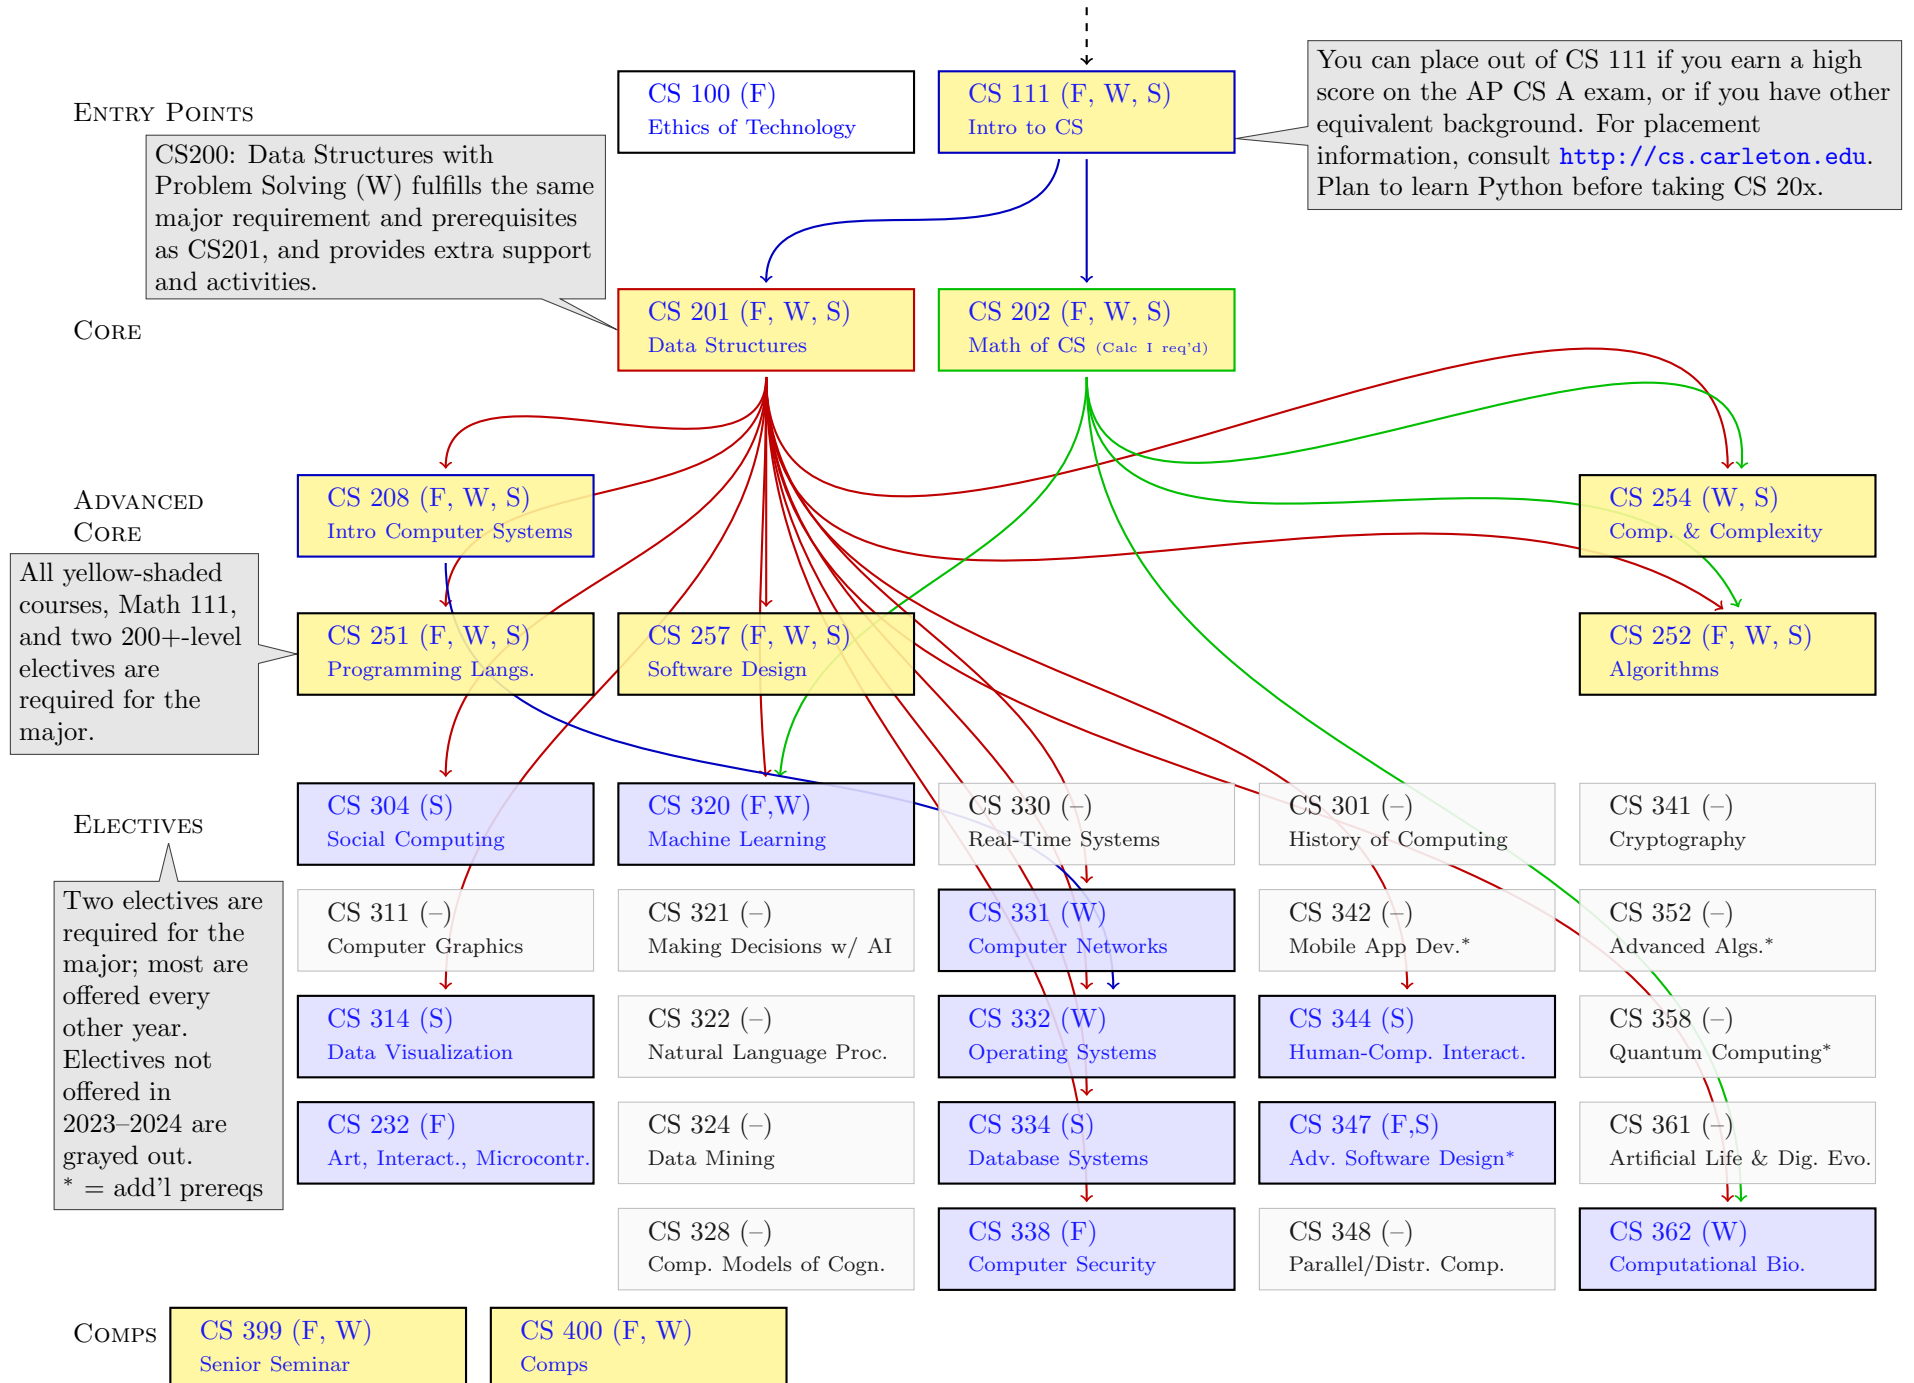 ENTRY POINTS
CS 100 (F)
Ethics of Technology
CS 111 (F, W, S)
Intro to CS
You can place out of CS 111 if you earn a high
score on the AP CS A exam, or if you have other
equivalent background. For placement
information, consult http://cs.carleton.edu.
Plan to learn Python before taking CS 20x.
CS200: Data Structures with
Problem Solving (W) fulfills the same
major requirement and prerequisites
as CS201, and provides extra support
and activities.
CORE
CS 201 (F, W, S)
Data Structures
CS 202 (F, W, S)
Math of CS (Calc I req'd)
ADVANCED
CORE
CS 208 (F, W, S)
Intro Computer Systems
CS 254 (W, S)
Comp. & Complexity
All yellow-shaded
courses, Math 111,
and two 200+-level
electives are
required for the
major.
CS 251 (F, W, S)
Programming Langs.
CS 257 (F, W, S)
Software Design
CS 252 (F, W, S)
Algorithms
ELECTIVES
CS 304 (S)
Social Computing
CS 320 (F,W)
Machine Learning
CS 330 (–)
Real-Time Systems
CS 301 (–)
History of Computing
CS 341 (–)
Cryptography
Two electives are
required for the
major; most are
offered every
other year.
Electives not
offered in
2023–2024 are
grayed out.
* = add'l prereqs
CS 311 (–)
Computer Graphics
CS 321 (–)
Making Decisions w/ AI
CS 331 (W)
Computer Networks
CS 342 (–)
Mobile App Dev.*
CS 352 (–)
Advanced Algs.*
CS 314 (S)
Data Visualization
CS 322 (–)
Natural Language Proc.
CS 332 (W)
Operating Systems
CS 344 (S)
Human-Comp. Interact.
CS 358 (–)
Quantum Computing*
CS 232 (F)
Art, Interact., Microcontr.
CS 324 (–)
Data Mining
CS 334 (S)
Database Systems
CS 347 (F,S)
Adv. Software Design*
CS 361 (–)
Artificial Life & Dig. Evo.
CS 328 (–)
Comp. Models of Cogn.
CS 338 (F)
Computer Security
CS 348 (–)
Parallel/Distr. Comp.
CS 362 (W)
Computational Bio.
COMPS
CS 399 (F, W)
Senior Seminar
CS 400 (F, W)
Comps